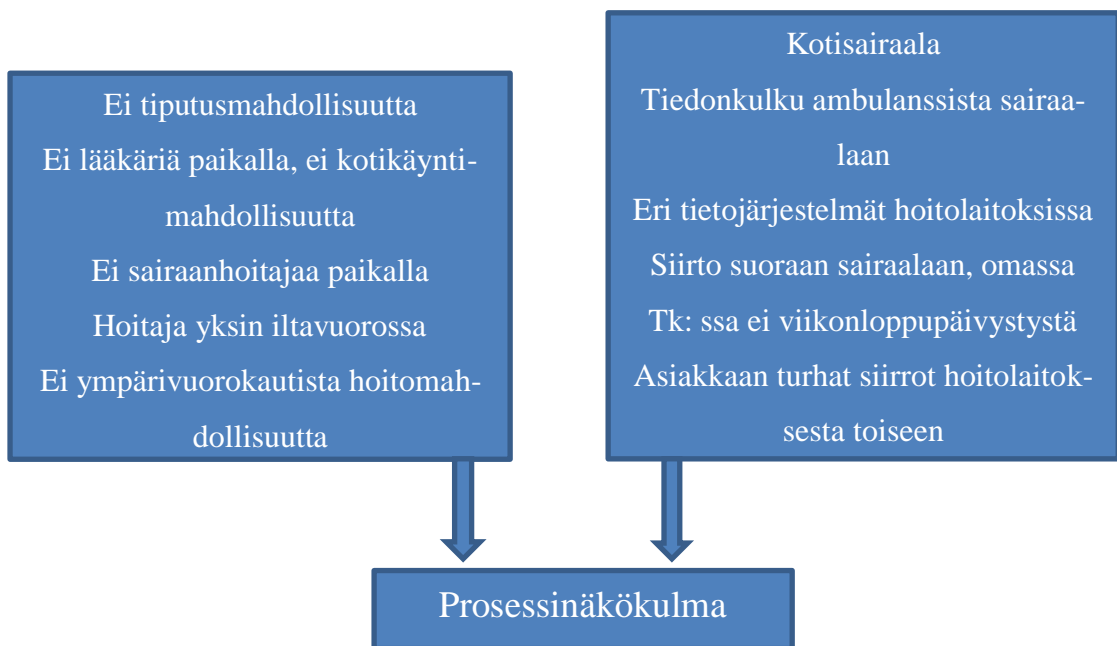 Ei tiputusmahdollisuutta
Ei lääkäriä paikalla, ei kotikäynti-
mahdollisuutta
Ei sairaanhoitajaa paikalla
Hoitaja yksin iltavuorossa
Ei ympärivuorokautista hoitomah-
dollisuutta
Kotisairaala
Tiedonkulku ambulanssista sairaa-
laan
Eri tietojärjestelmät hoitolaitoksissa
Siirto suoraan sairaalaan, omassa
Tk: ssa ei viikonloppupäivystystä
Asiakkaan turhat siirrot hoitolaitok-
sesta toiseen
Prosessinäkökulma